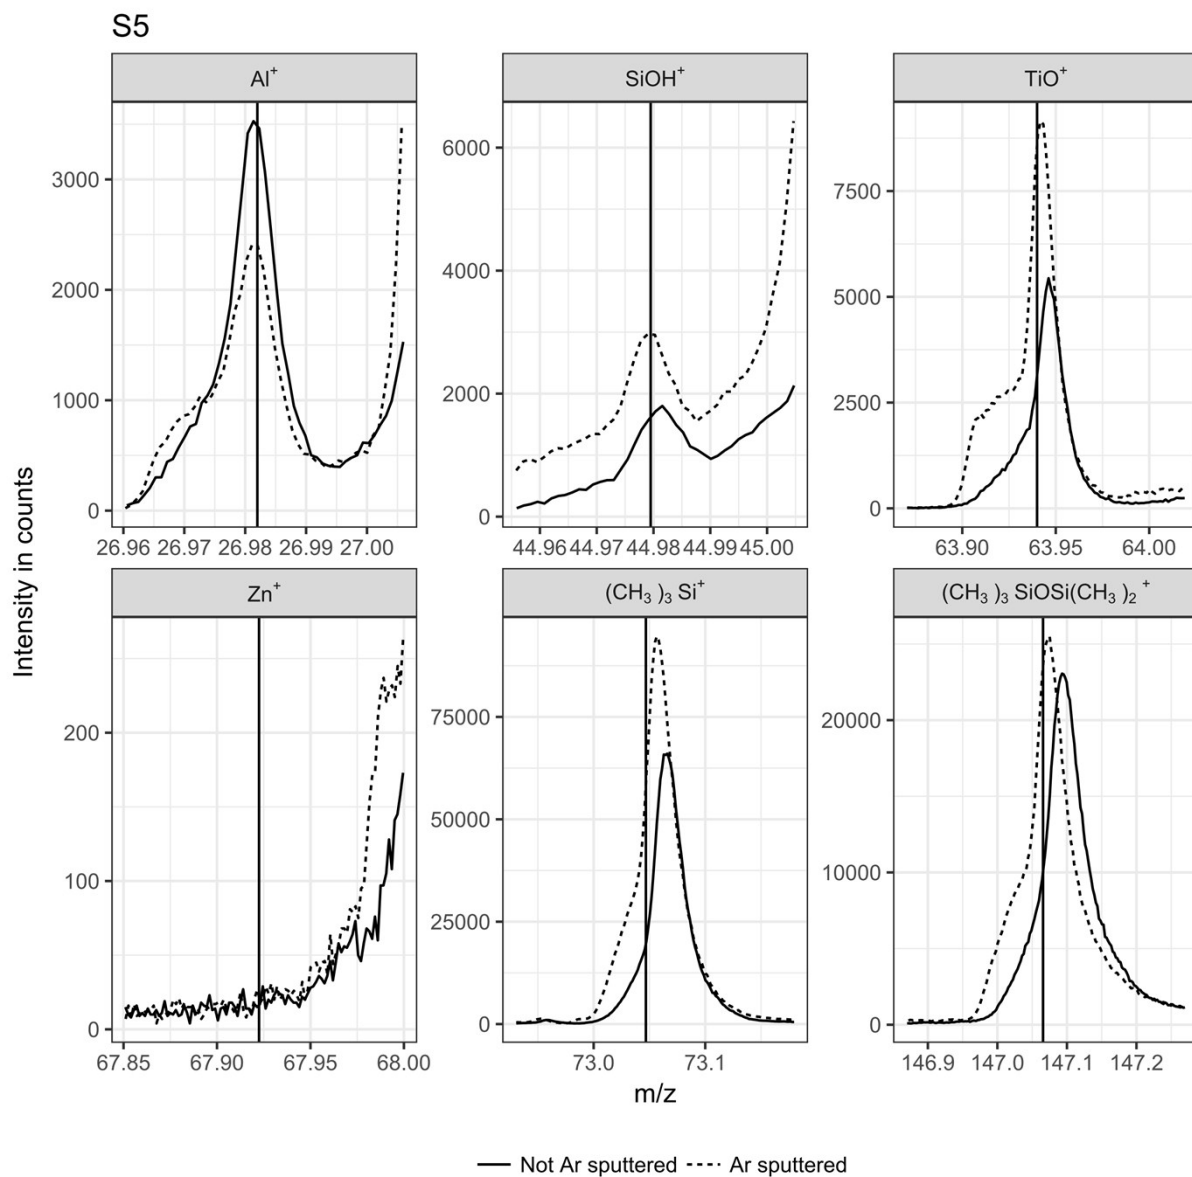 S5
Al⁺ SiOH⁺ TiO⁺
3000
2000
1000
0
26.96 26.97 26.98 26.99 27.00
6000
4000
2000
0
44.96 44.97 44.98 44.99 45.00
7500
5000
2500
0
63.90 63.95 64.00
Zn⁺ (CH₃)₃ Si⁺ (CH₃)₃ SiOSi(CH₃)₂ ⁺
200
100
0
67.85 67.90 67.95 68.00
75000
50000
25000
0
73.0 73.1
20000
10000
0
146.9 147.0 147.1 147.2
Intensity in counts
m/z
Not Ar sputtered Ar sputtered